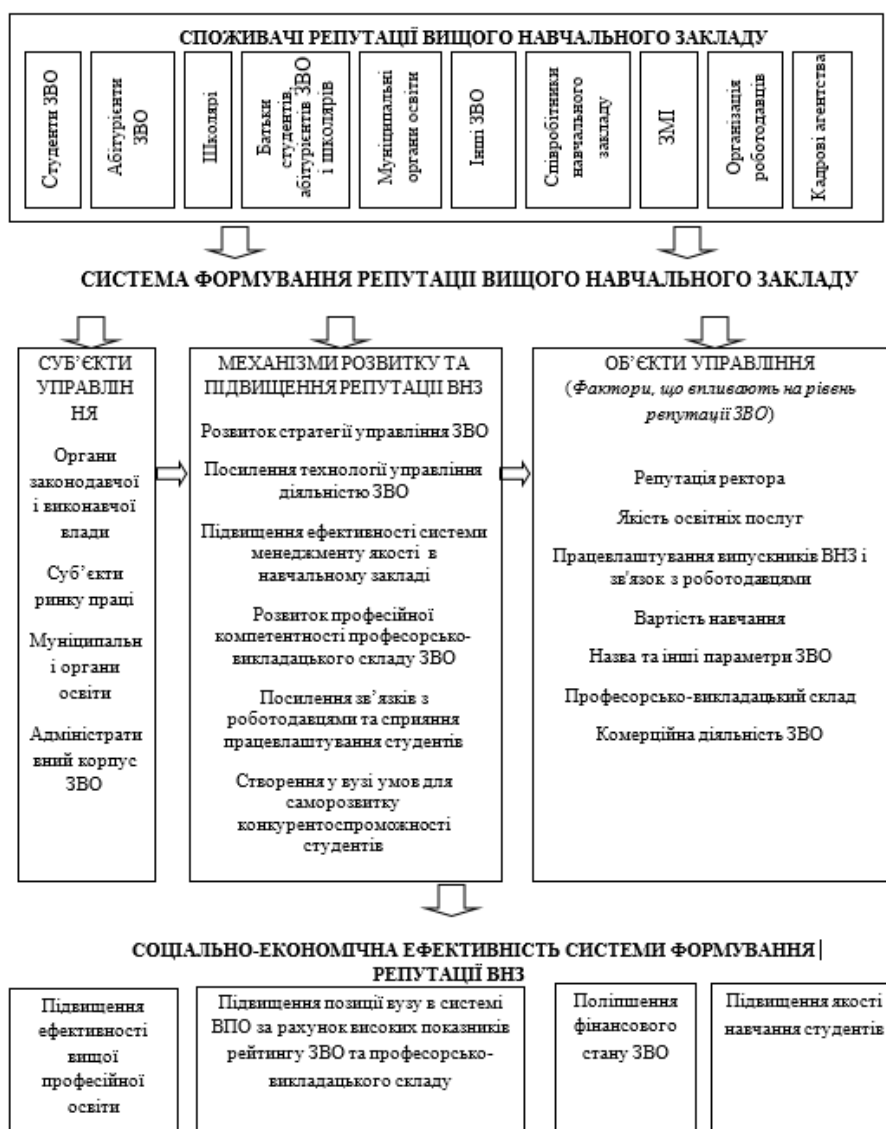 СПОЖИВАЧІ РЕПУТАЦІЇ ВИЩОГО НАВЧАЛЬНОГО ЗАКЛАДУ
Студенти ЗВО
Абітурієнти
ЗВО
Школярі
Батьки
студентів,
абітурієнтів ЗВО
і школярів
Муніципальні
органи освіти
Інші ЗВО
Співробітники
навчального
закладу
ЗМІ
Організація
роботодавців
Кадрові агентства
СИСТЕМА ФОРМУВАННЯ РЕПУТАЦІІ ВИЩОГО НАВЧАЛЬНОГО ЗАКЛАДУ
СУБ’ЄКТИ
УПРАВЛІН
НЯ
Органи
законодавчої
і виконавчої
влади
Суб’єкти
ринку праці
Муніципальн
і органи
освіти
Адміністрати
вний корпус
ЗВО
МЕХАНІЗМИ РОЗВИТКУ ТА
ПІДВИЩЕННЯ РЕПУТАЦІЇ ВНЗ
Розвиток стратегії управління ЗВО
Посилення технології управління
діяльністю ЗВО
Підвищення ефективності системи
менеджменту якості в
навчальному закладі
Розвиток професійної
компетентності професорсько-
викладацького складу ЗВО
Посилення зв’язків з
роботодавцями та сприяння
працевлаштування студентів
Створення у вузі умов для
саморозвитку
конкурентоспроможності
студентів
ОБ’ЄКТИ УПРАВЛІННЯ
(Фактори, що впливають на рівень
репутації ЗВО)
Репутація ректора
Якість освітніх послуг
Працевлаштування випускників ВНЗ і
зв'язок з роботодавцями
Вартість навчання
Назва та інші параметри ЗВО
Професорсько-викладацький склад
Комерційна діяльність ЗВО
СОЦІАЛЬНО-ЕКОНОМІЧНА ЕФЕКТИВНІСТЬ СИСТЕМИ ФОРМУВАННЯ
РЕПУТАЦІЇ ВНЗ
Підвищення
ефективності
вищої
професійної
освіти
Підвищення позиції вузу в системі
ВПО за рахунок високих показників
рейтингу ЗВО та професорсько-
викладацького складу
Поліпшення
фінансового
стану ЗВО
Підвищення якості
навчання студентів